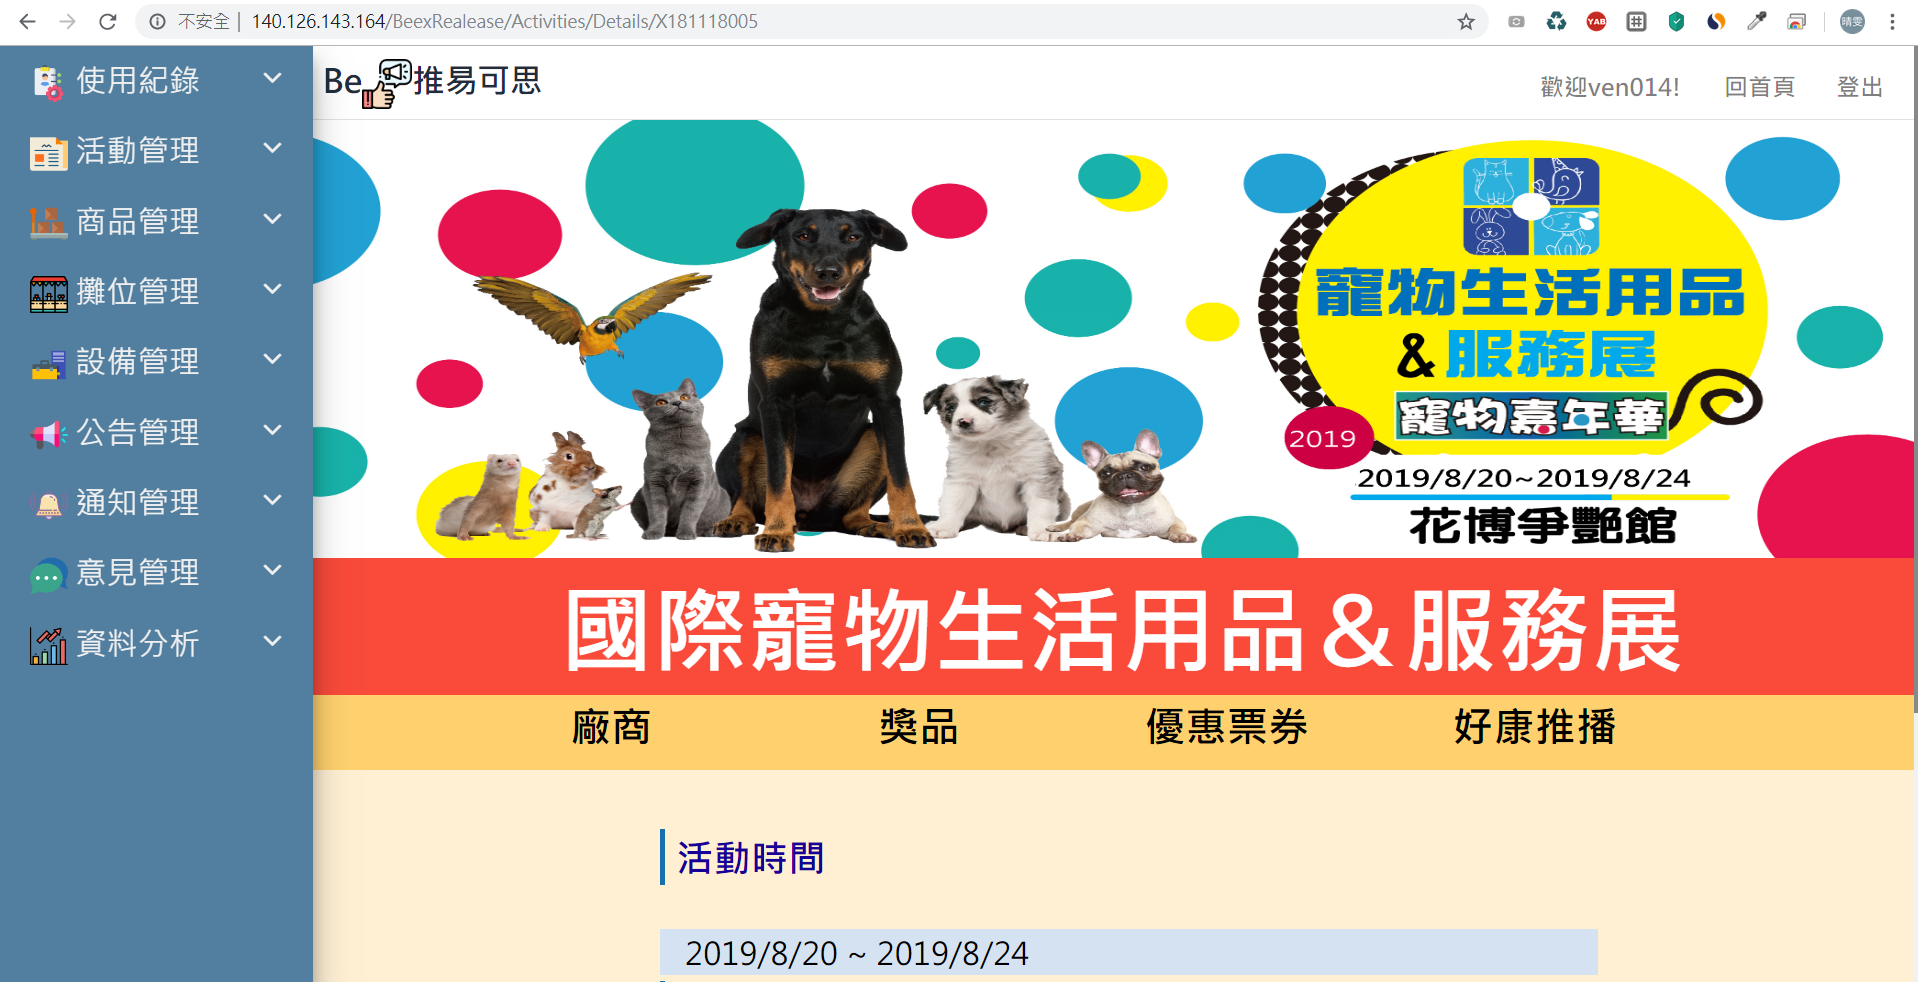 不安全 | 140.126.143.164/BeexRealease/Activities/Details/X181118005
YAB
晴雯
使用紀錄
活動管理
商品管理
攤位管理
設備管理
公告管理
通知管理
意見管理
資料分析
Be推易可思
歡迎ven014!
回首頁
登出
寵物生活用品
&服務展
寵物嘉年華
2019
2019/8/20~2019/8/24
花博爭艷館
國際寵物生活用品&服務展
廠商
獎品
優惠票券
好康推播
活動時間
2019/8/20 ~ 2019/8/24